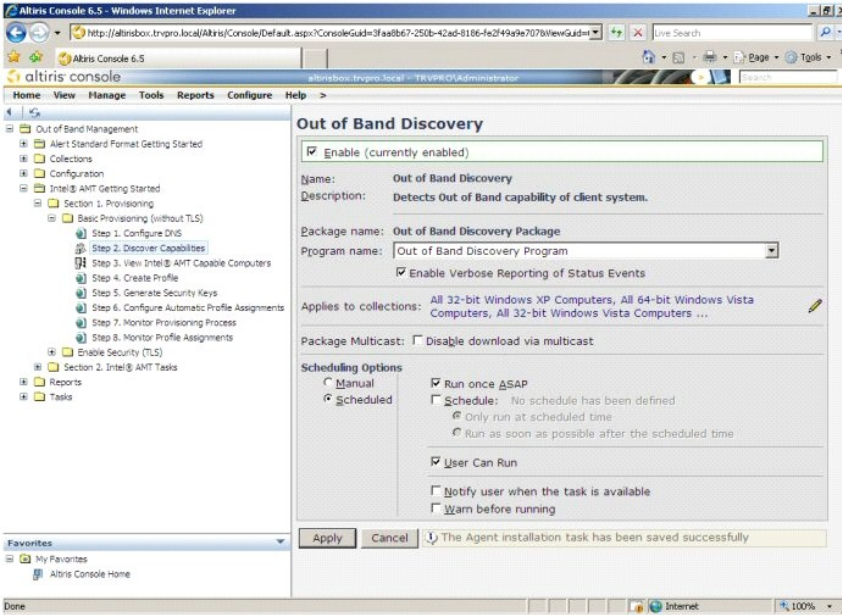 Altiris Console 6.5 - Windows Internet Explorer
http://altirisbox.trvpro.local/Altiris/Console/Default.aspx?ConsoleGuid=3faa8b67-250b-42ad-8186-fe2f49a9e707&ViewGuid=
Live Search
Altiris Console 6.5
Page
Tools
altiris console
altirisbox.trvpro.local - TRVPRO\Administrator
Search
Home View Manage Tools Reports Configure Help >
Out of Band Management
Alert Standard Format Getting Started
Collections
Configuration
Intel® AMT Getting Started
Section 1. Provisioning
Basic Provisioning (without TLS)
Step 1. Configure DNS
Step 2. Discover Capabilities
Step 3. View Intel® AMT Capable Computers
Step 4. Create Profile
Step 5. Generate Security Keys
Step 6. Configure Automatic Profile Assignments
Step 7. Monitor Provisioning Process
Step 8. Monitor Profile Assignments
Enable Security (TLS)
Section 2. Intel® AMT Tasks
Reports
Tasks
Favorites
My Favorites
Altiris Console Home
Out of Band Discovery
Enable (currently enabled)
Name: Out of Band Discovery
Description: Detects Out of Band capability of client system.
Package name: Out of Band Discovery Package
Program name: Out of Band Discovery Program
Enable Verbose Reporting of Status Events
Applies to collections: All 32-bit Windows XP Computers, All 64-bit Windows Vista
Computers, All 32-bit Windows Vista Computers ...
Package Multicast: Disable download via multicast
Scheduling Options
Manual
Scheduled
Run once ASAP
Schedule: No schedule has been defined
Only run at scheduled time
Run as soon as possible after the scheduled time
User Can Run
Notify user when the task is available
Warn before running
Apply
Cancel
The Agent installation task has been saved successfully
Done
Internet
100%